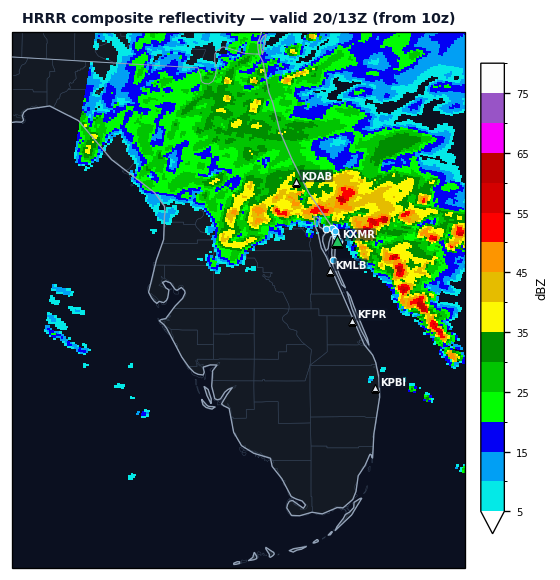 HRRR composite reflectivity — valid 20/13Z (from 10z)
KDAB
KXMR
KMLB
KFPR
KPBI
75
65
55
45
35
25
15
5
dBZ